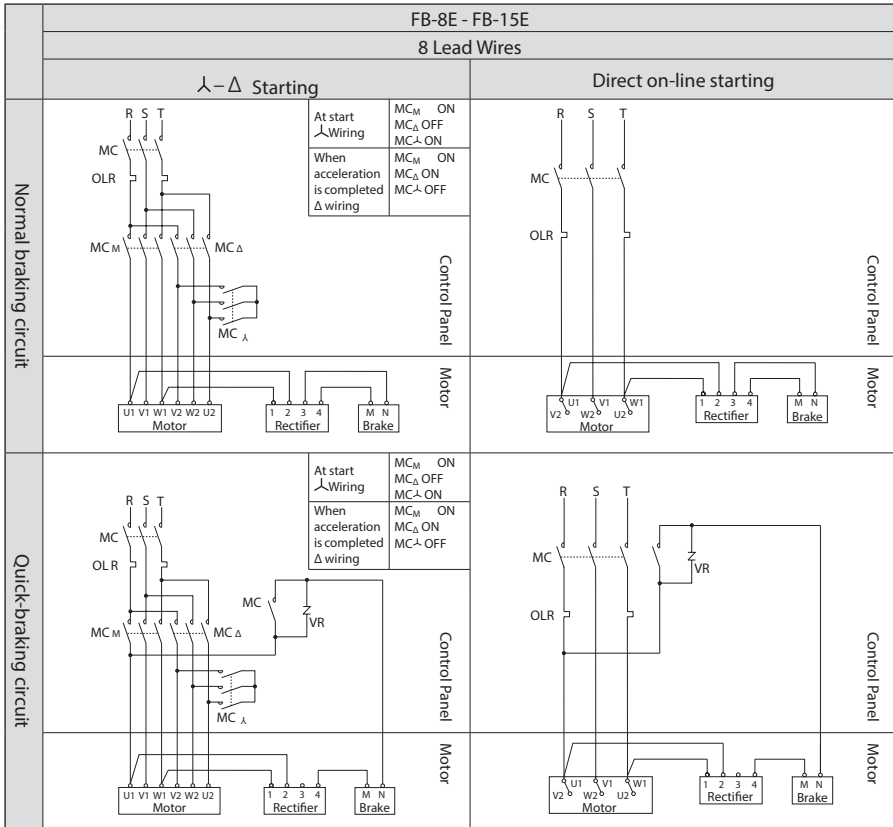 FB-8E - FB-15E
8 Lead Wires
⅄–Δ Starting
Direct on-line starting
Normal braking circuit
R S T
MC
OLR
MC M
MC Δ
MC ⅄
At start
⅄Wiring
MCM ON
MCΔ OFF
MC⅄ ON
When
acceleration
is completed
Δ wiring
MCM ON
MCΔ ON
MC⅄ OFF
Control Panel
Motor
U1 V1 W1 V2 W2 U2
Motor
1 2 3 4
Rectifier
M N
Brake
R S T
MC
OLR
Control Panel
Motor
U1 V1 W1
V2 W2 U2
Motor
1 2 3 4
Rectifier
M N
Brake
Quick-braking circuit
R S T
MC
OL R
MC M
MC Δ
MC
VR
MC ⅄
At start
⅄Wiring
MCM ON
MCΔ OFF
MC⅄ ON
When
acceleration
is completed
Δ wiring
MCM ON
MCΔ ON
MC⅄ OFF
Control Panel
Motor
U1 V1 W1 V2 W2 U2
Motor
1 2 3 4
Rectifier
M N
Brake
R S T
MC
VR
OLR
Control Panel
Motor
U1 V1 W1
V2 W2 U2
Motor
1 2 3 4
Rectifier
M N
Brake